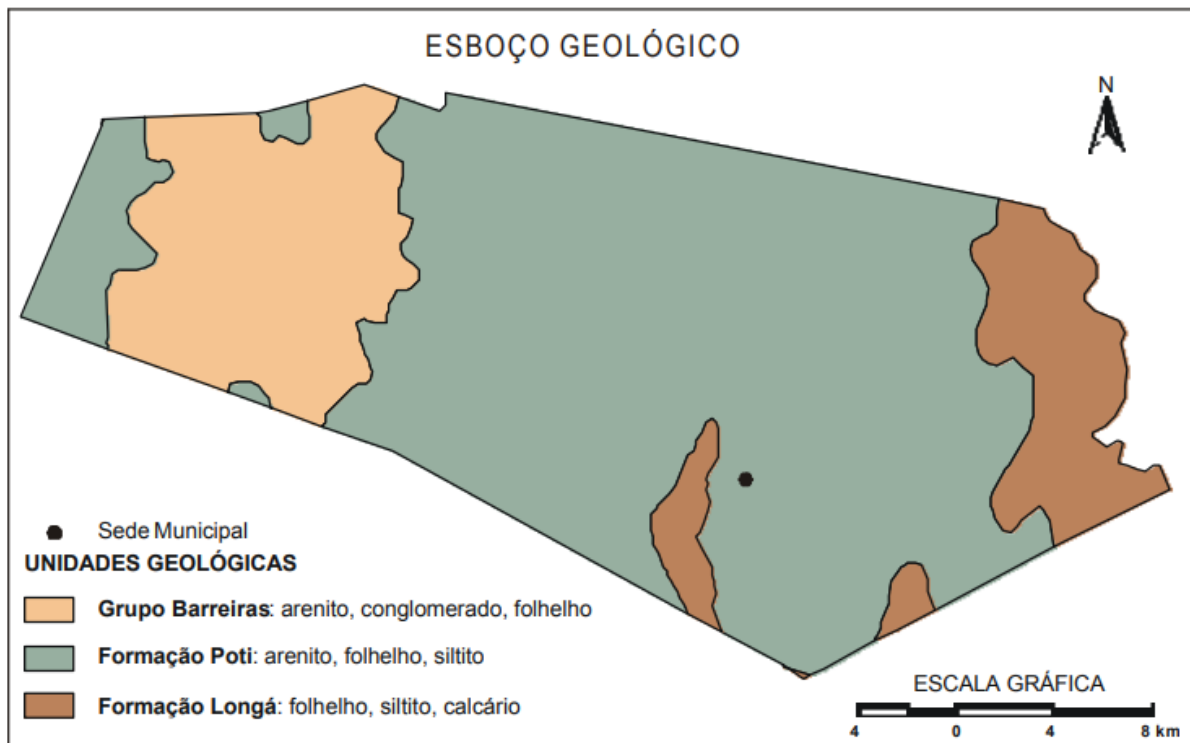 ESBOÇO GEOLÓGICO
N
Sede Municipal
UNIDADES GEOLÓGICAS
Grupo Barreiras: arenito, conglomerado, folhelho
Formação Poti: arenito, folhelho, siltito
Formação Longá: folhelho, siltito, calcário
ESCALA GRÁFICA
4 0 4 8 km